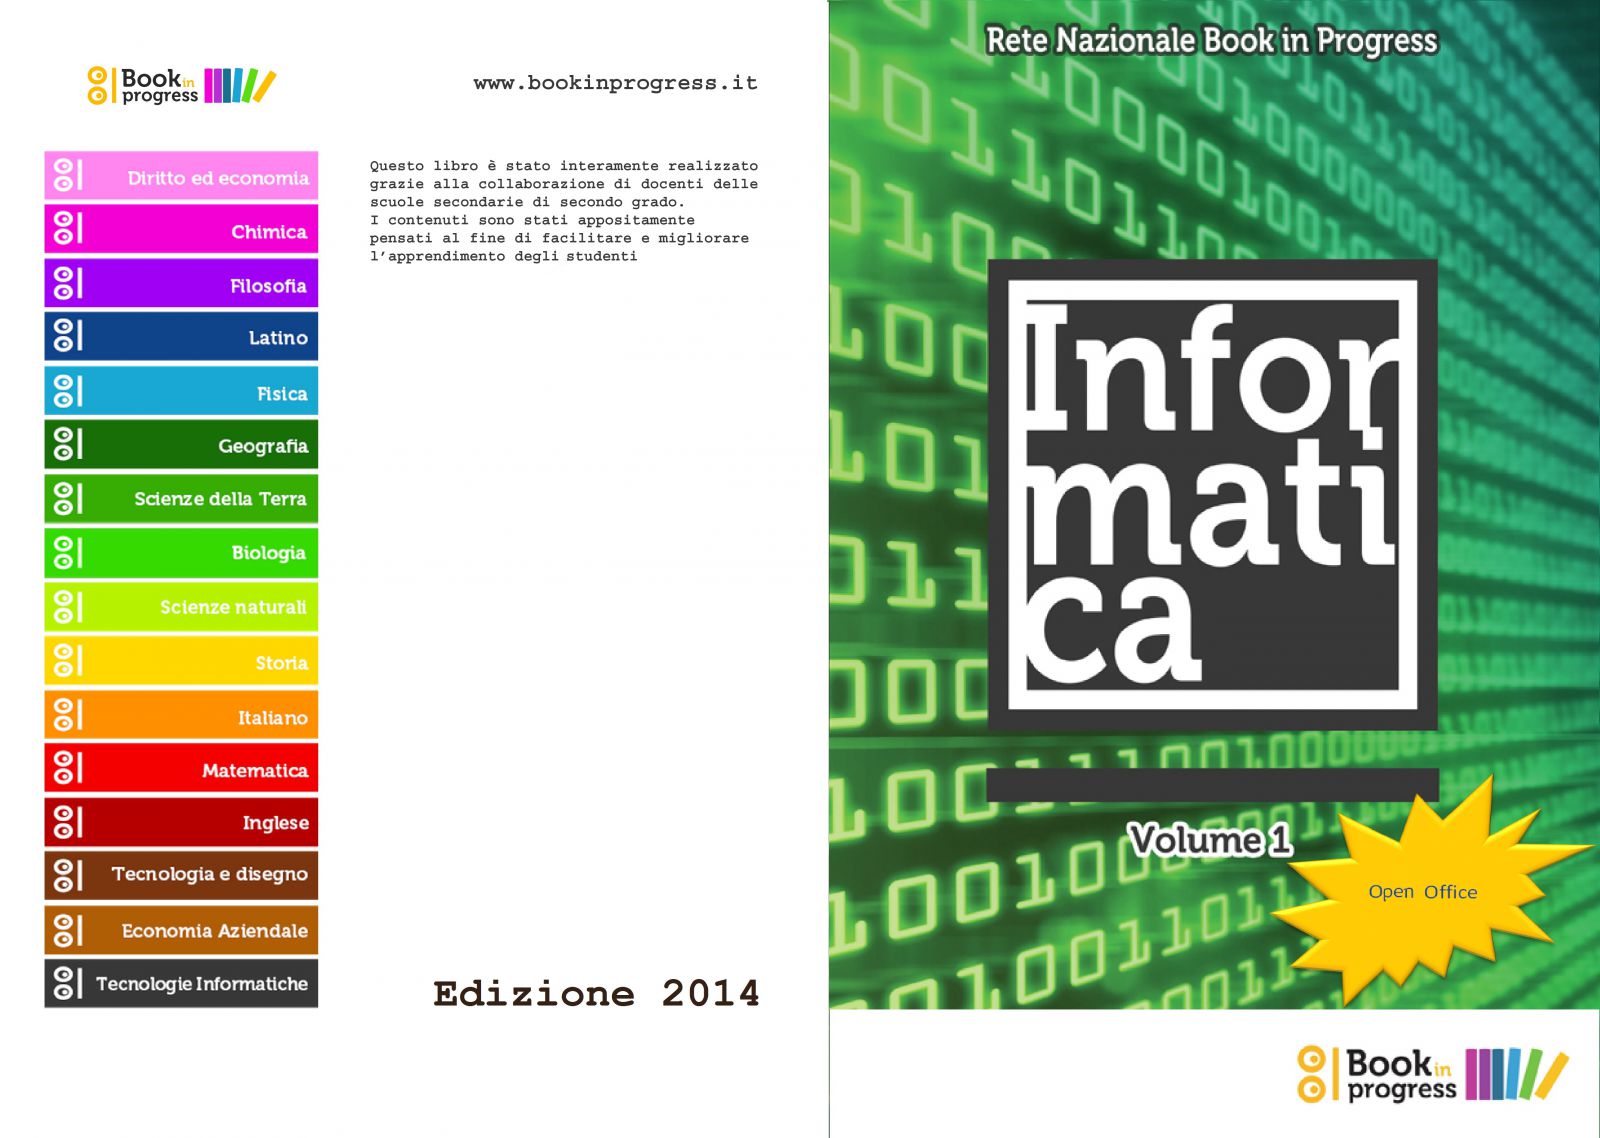 Book in
progress
www.bookinprogress.it
Diritto ed economia
Chimica
Filosofia
Latino
Fisica
Geografia
Scienze della Terra
Biologia
Scienze naturali
Storia
Italiano
Matematica
Inglese
Tecnologia e disegno
Economia Aziendale
Tecnologie Informatiche
Questo libro è stato interamente realizzato
grazie alla collaborazione di docenti delle
scuole secondarie di secondo grado.
I contenuti sono stati appositamente
pensati al fine di facilitare e migliorare
l’apprendimento degli studenti
Edizione 2014
Rete Nazionale Book in Progress
Infor
mati
ca
Volume 1
Open Office
Book in
progress